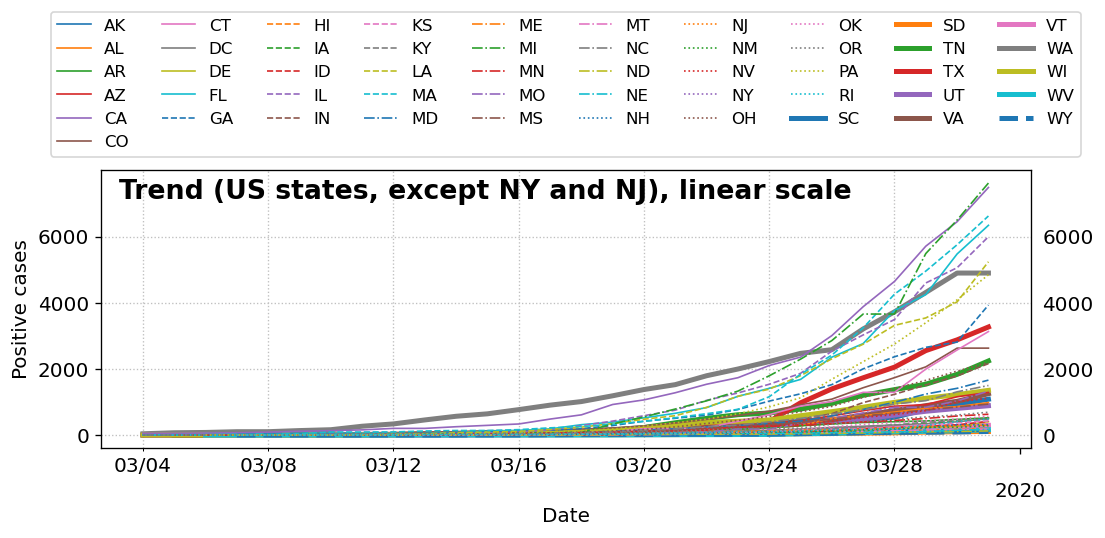 AK CT HI KS ME MT NJ OK SD VT
AL DC IA KY MI NC NM OR TN WA
AR DE ID LA MN ND NV PA TX WI
AZ FL IL MA MO NE NY RI UT WV
CA GA IN MD MS NH OH SC VA WY
CO
Trend (US states, except NY and NJ), linear scale
Positive cases
6000 6000
4000 4000
2000 2000
0 0
03/04 03/08 03/12 03/16 03/20 03/24 03/28
2020
Date